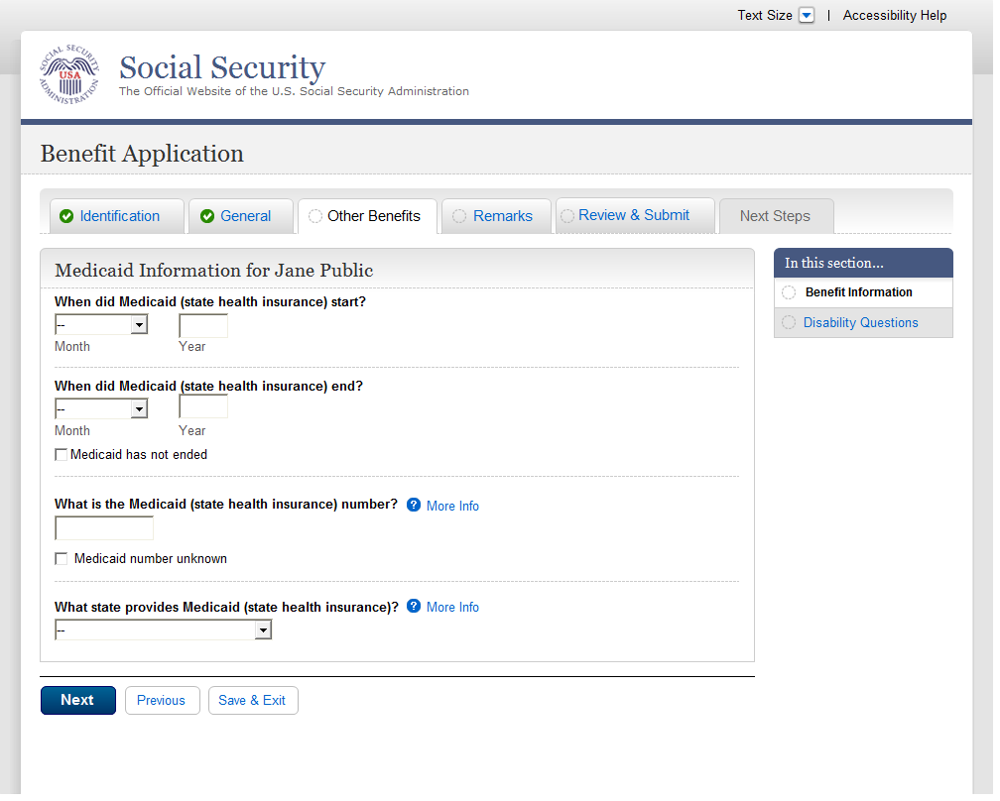 Text Size | Accessibility Help
SOCIAL SECURITY ADMINISTRATION
USA
Social Security
The Official Website of the U.S. Social Security Administration
Benefit Application
Identification General Other Benefits Remarks Review & Submit Next Steps
Medicaid Information for Jane Public
In this section...
Benefit Information
Disability Questions
When did Medicaid (state health insurance) start?
--
Month Year
When did Medicaid (state health insurance) end?
--
Month Year
Medicaid has not ended
What is the Medicaid (state health insurance) number? ? More Info
Medicaid number unknown
What state provides Medicaid (state health insurance)? ? More Info
--
Next Previous Save & Exit